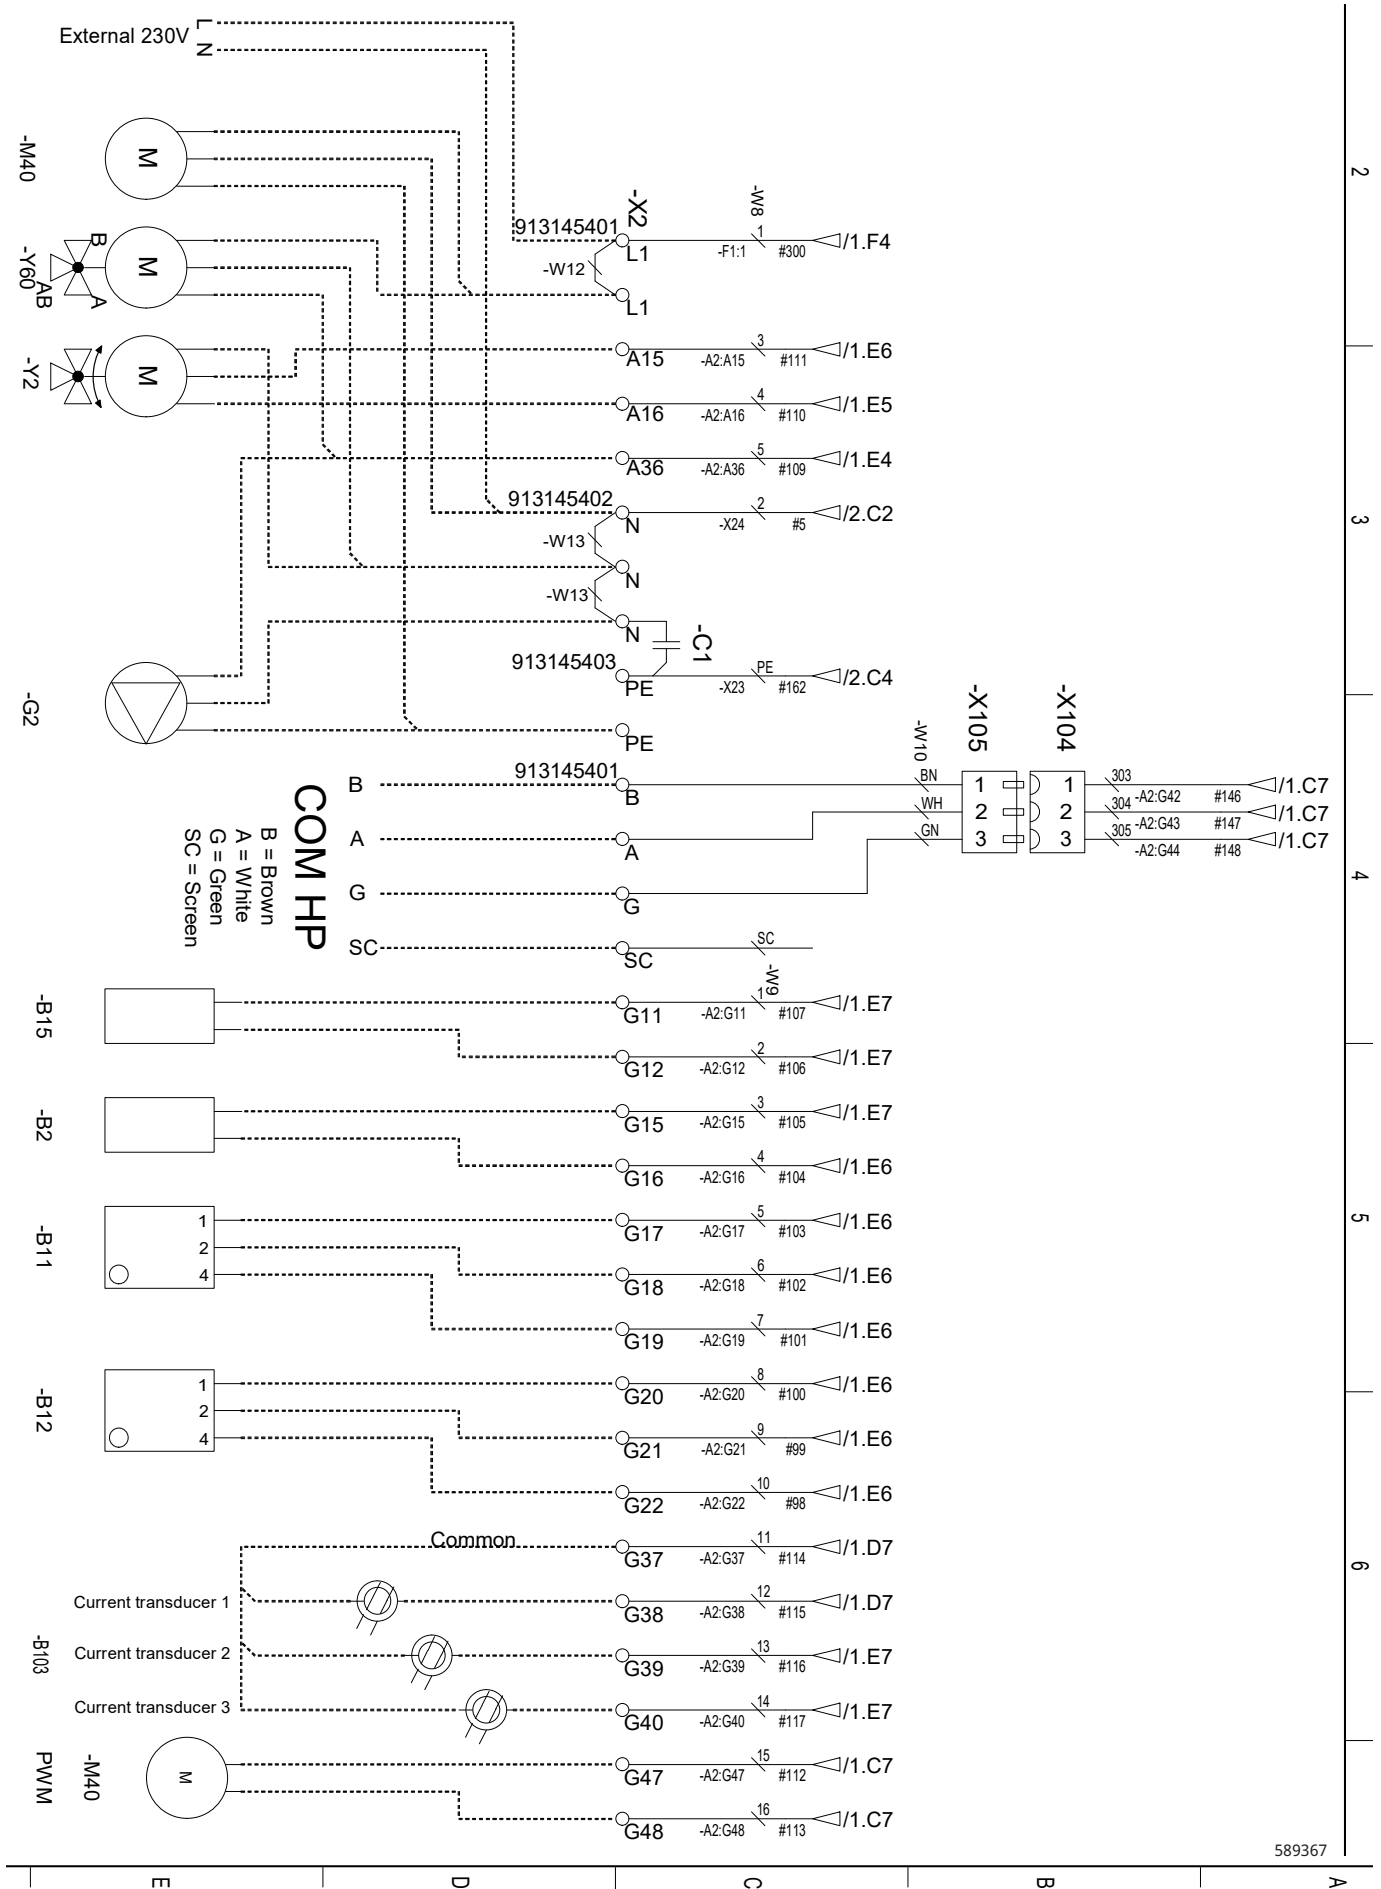 External 230V
L
N
-M40
M
-Y60
B
A
AB
M
-Y2
M
-G2
-X2
-W8
913145401
L1
-F1:1
1
#300
/1.F4
-W12
L1
A15
-A2:A15
3
#111
/1.E6
A16
-A2:A16
4
#110
/1.E5
A36
-A2:A36
5
#109
/1.E4
913145402
N
-X24
2
#5
/2.C2
-W13
N
-W13
N
-C1
913145403
PE
-X23
PE
#162
/2.C4
PE
-X105
-X104
-W10
913145401
B
B
BN
1
1
303
-A2:G42
#146
/1.C7
WH
2
2
304
-A2:G43
#147
/1.C7
A
A
GN
3
3
305
-A2:G44
#148
/1.C7
G
G
SC
SC
SC
COM HP
B = Brown
A = White
G = Green
SC = Screen
-W9
-B15
G11
-A2:G11
1
#107
/1.E7
G12
-A2:G12
2
#106
/1.E7
-B2
G15
-A2:G15
3
#105
/1.E7
G16
-A2:G16
4
#104
/1.E6
-B11
1
2
4
G17
-A2:G17
5
#103
/1.E6
G18
-A2:G18
6
#102
/1.E6
G19
-A2:G19
7
#101
/1.E6
-B12
1
2
4
G20
-A2:G20
8
#100
/1.E6
G21
-A2:G21
9
#99
/1.E6
G22
-A2:G22
10
#98
/1.E6
Common
G37
-A2:G37
11
#114
/1.D7
-B103
Current transducer 1
G38
-A2:G38
12
#115
/1.D7
Current transducer 2
G39
-A2:G39
13
#116
/1.E7
Current transducer 3
G40
-A2:G40
14
#117
/1.E7
PWM
-M40
M
G47
-A2:G47
15
#112
/1.C7
G48
-A2:G48
16
#113
/1.C7
2
3
4
5
6
589367
E
D
C
B
A